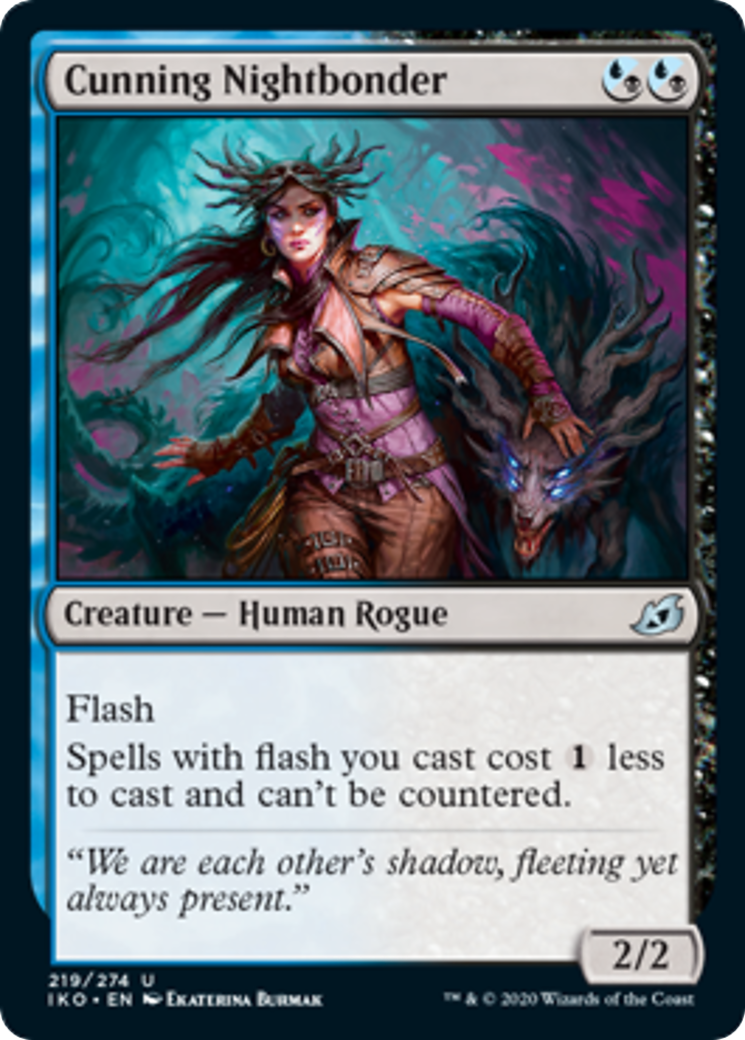 Cunning Nightbonder
Creature — Human Rogue
Flash
Spells with flash you cast cost 1 less
to cast and can't be countered.
"We are each other's shadow, fleeting yet
always present."
2/2
219/274 U
IKO • EN Ekaterina Burmak
™ & © 2020 Wizards of the Coast